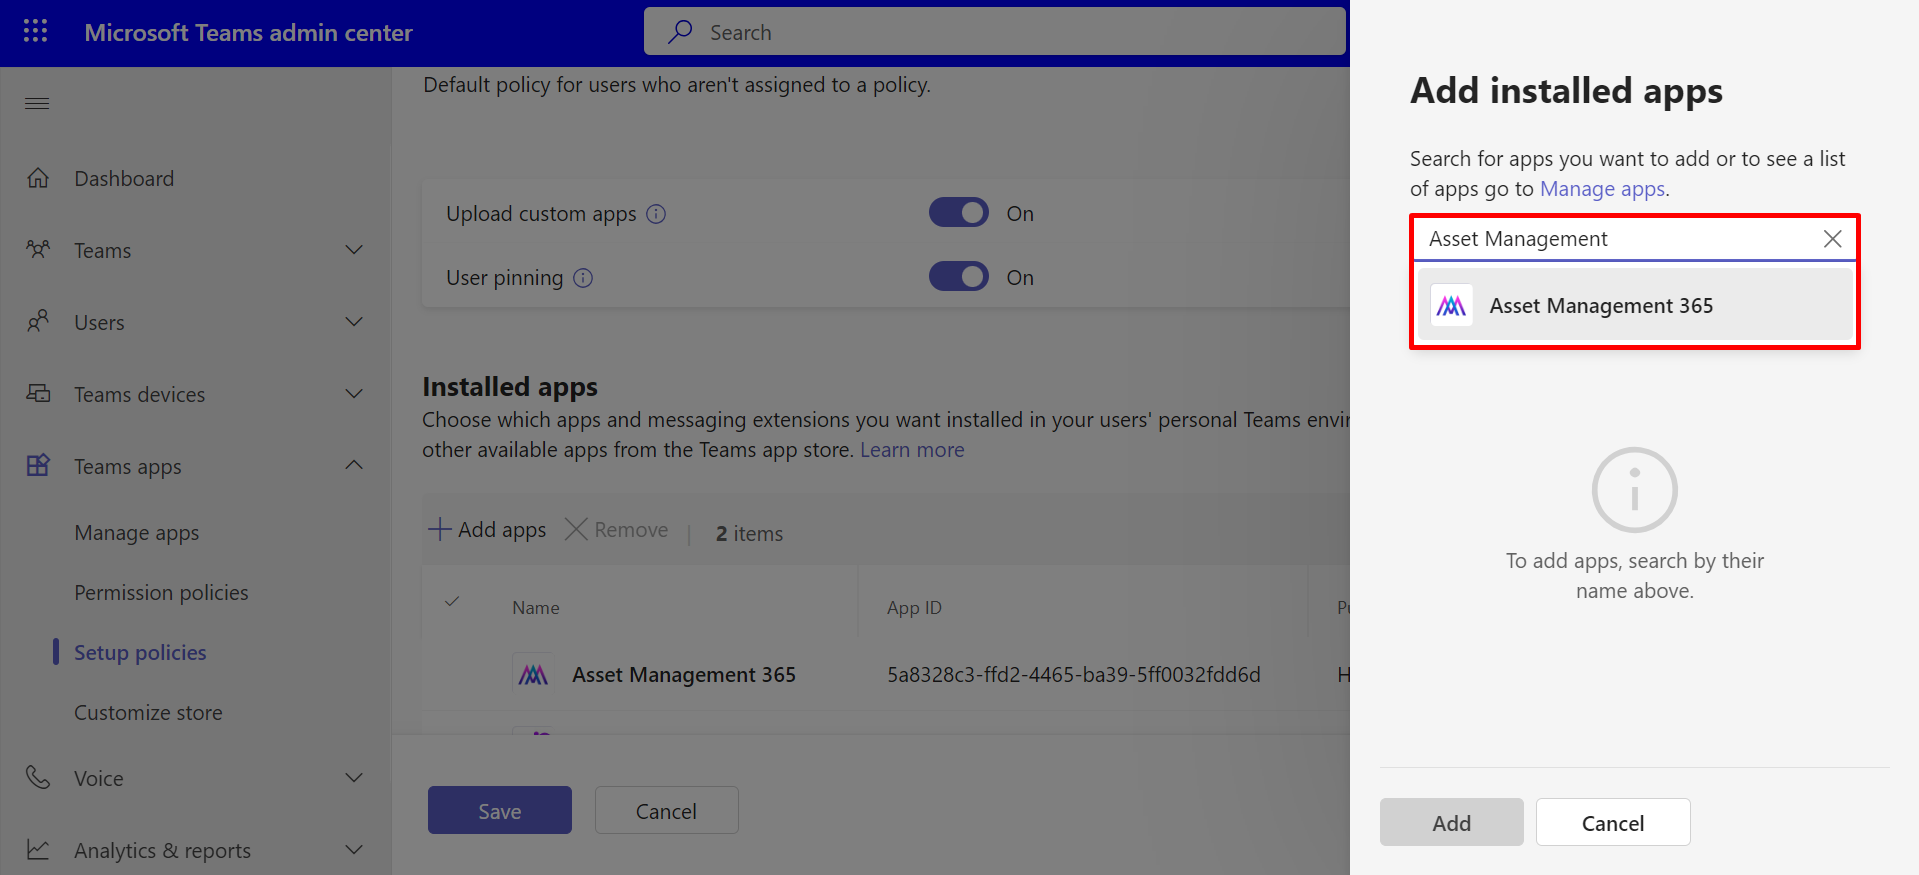 Microsoft Teams admin center
Search
Dashboard
Teams
Users
Teams devices
Teams apps
Manage apps
Permission policies
Setup policies
Customize store
Voice
Analytics & reports
Default policy for users who aren't assigned to a policy.
Upload custom apps
On
User pinning
On
Installed apps
Choose which apps and messaging extensions you want installed in your users' personal Teams
other available apps from the Teams app store. Learn more
Add apps Remove | 2 items
Name App ID
Asset Management 365 5a8328c3-ffd2-4465-ba39-5ff0032fdd6d
Save Cancel
Add installed apps
Search for apps you want to add or to see a list
of apps go to Manage apps.
Asset Management
Asset Management 365
To add apps, search by their
name above.
Add Cancel